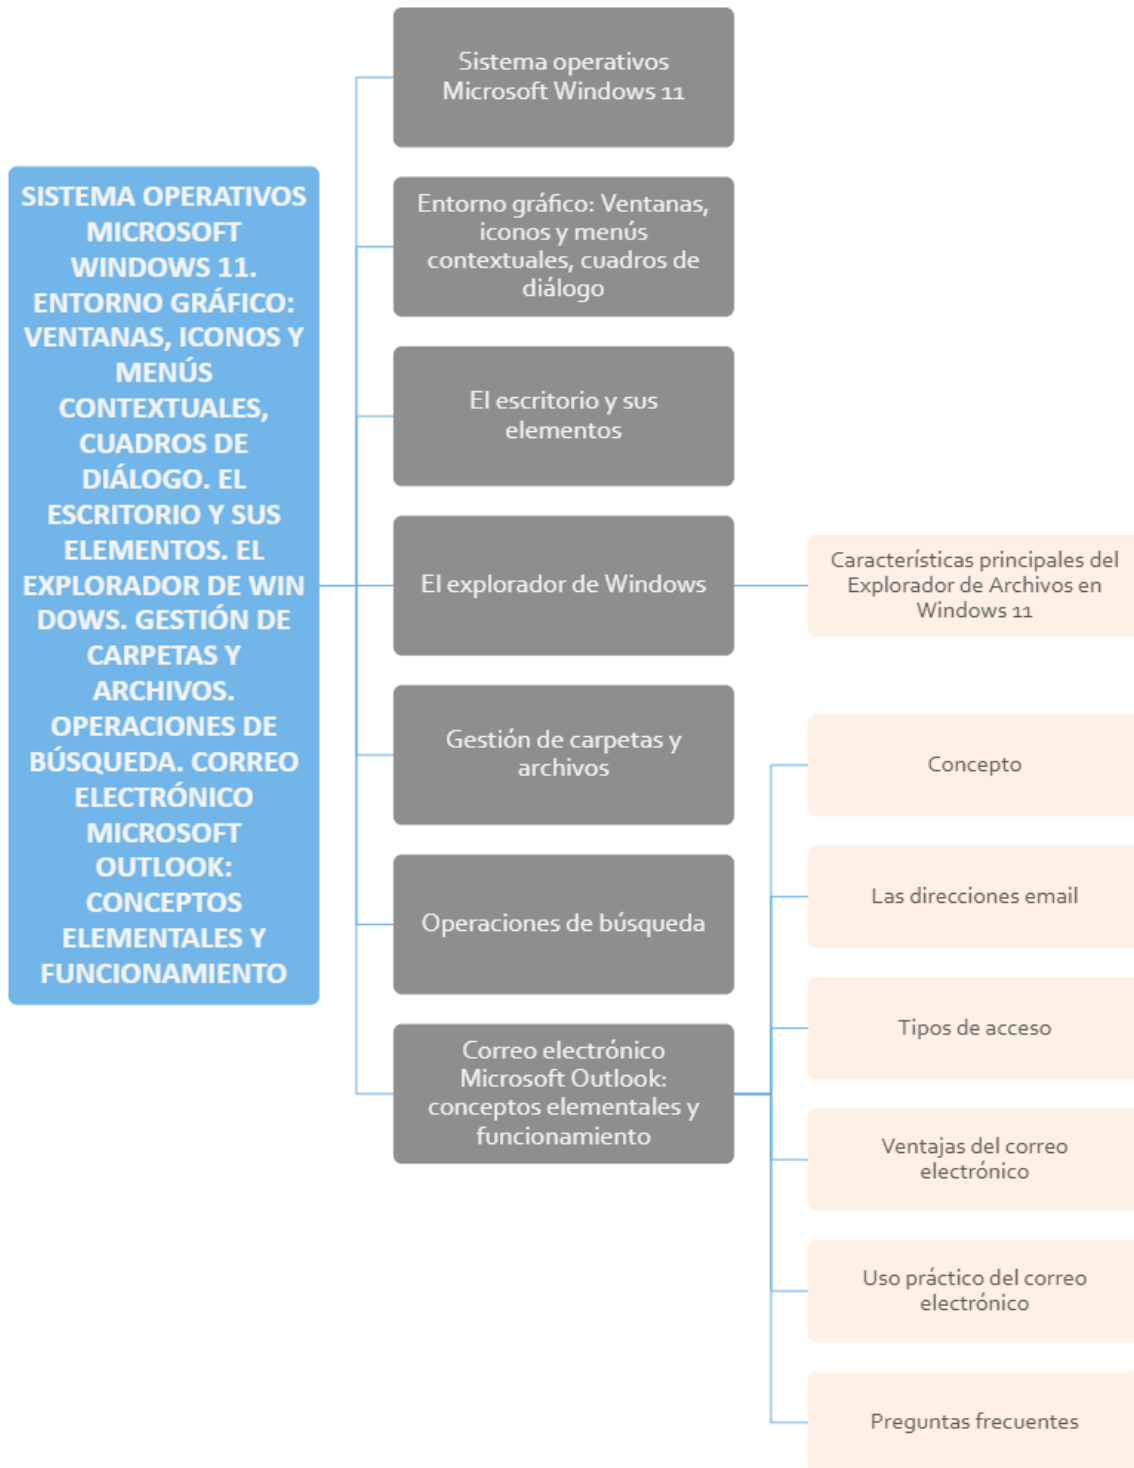 SISTEMA OPERATIVOS
MICROSOFT
WINDOWS 11.
ENTORNO GRÁFICO:
VENTANAS, ICONOS Y
MENÚS
CONTEXTUALES,
CUADROS DE
DIÁLOGO. EL
ESCRITORIO Y SUS
ELEMENTOS. EL
EXPLORADOR DE WIN
DOWS. GESTIÓN DE
CARPETAS Y
ARCHIVOS.
OPERACIONES DE
BÚSQUEDA. CORREO
ELECTRÓNICO
MICROSOFT
OUTLOOK:
CONCEPTOS
ELEMENTALES Y
FUNCIONAMIENTO
Sistema operativos
Microsoft Windows 11
Entorno gráfico: Ventanas,
iconos y menús
contextuales, cuadros de
diálogo
El escritorio y sus
elementos
El explorador de Windows
Características principales del
Explorador de Archivos en
Windows 11
Gestión de carpetas y
archivos
Operaciones de búsqueda
Correo electrónico
Microsoft Outlook:
conceptos elementales y
funcionamiento
Concepto
Las direcciones email
Tipos de acceso
Ventajas del correo
electrónico
Uso práctico del correo
electrónico
Preguntas frecuentes